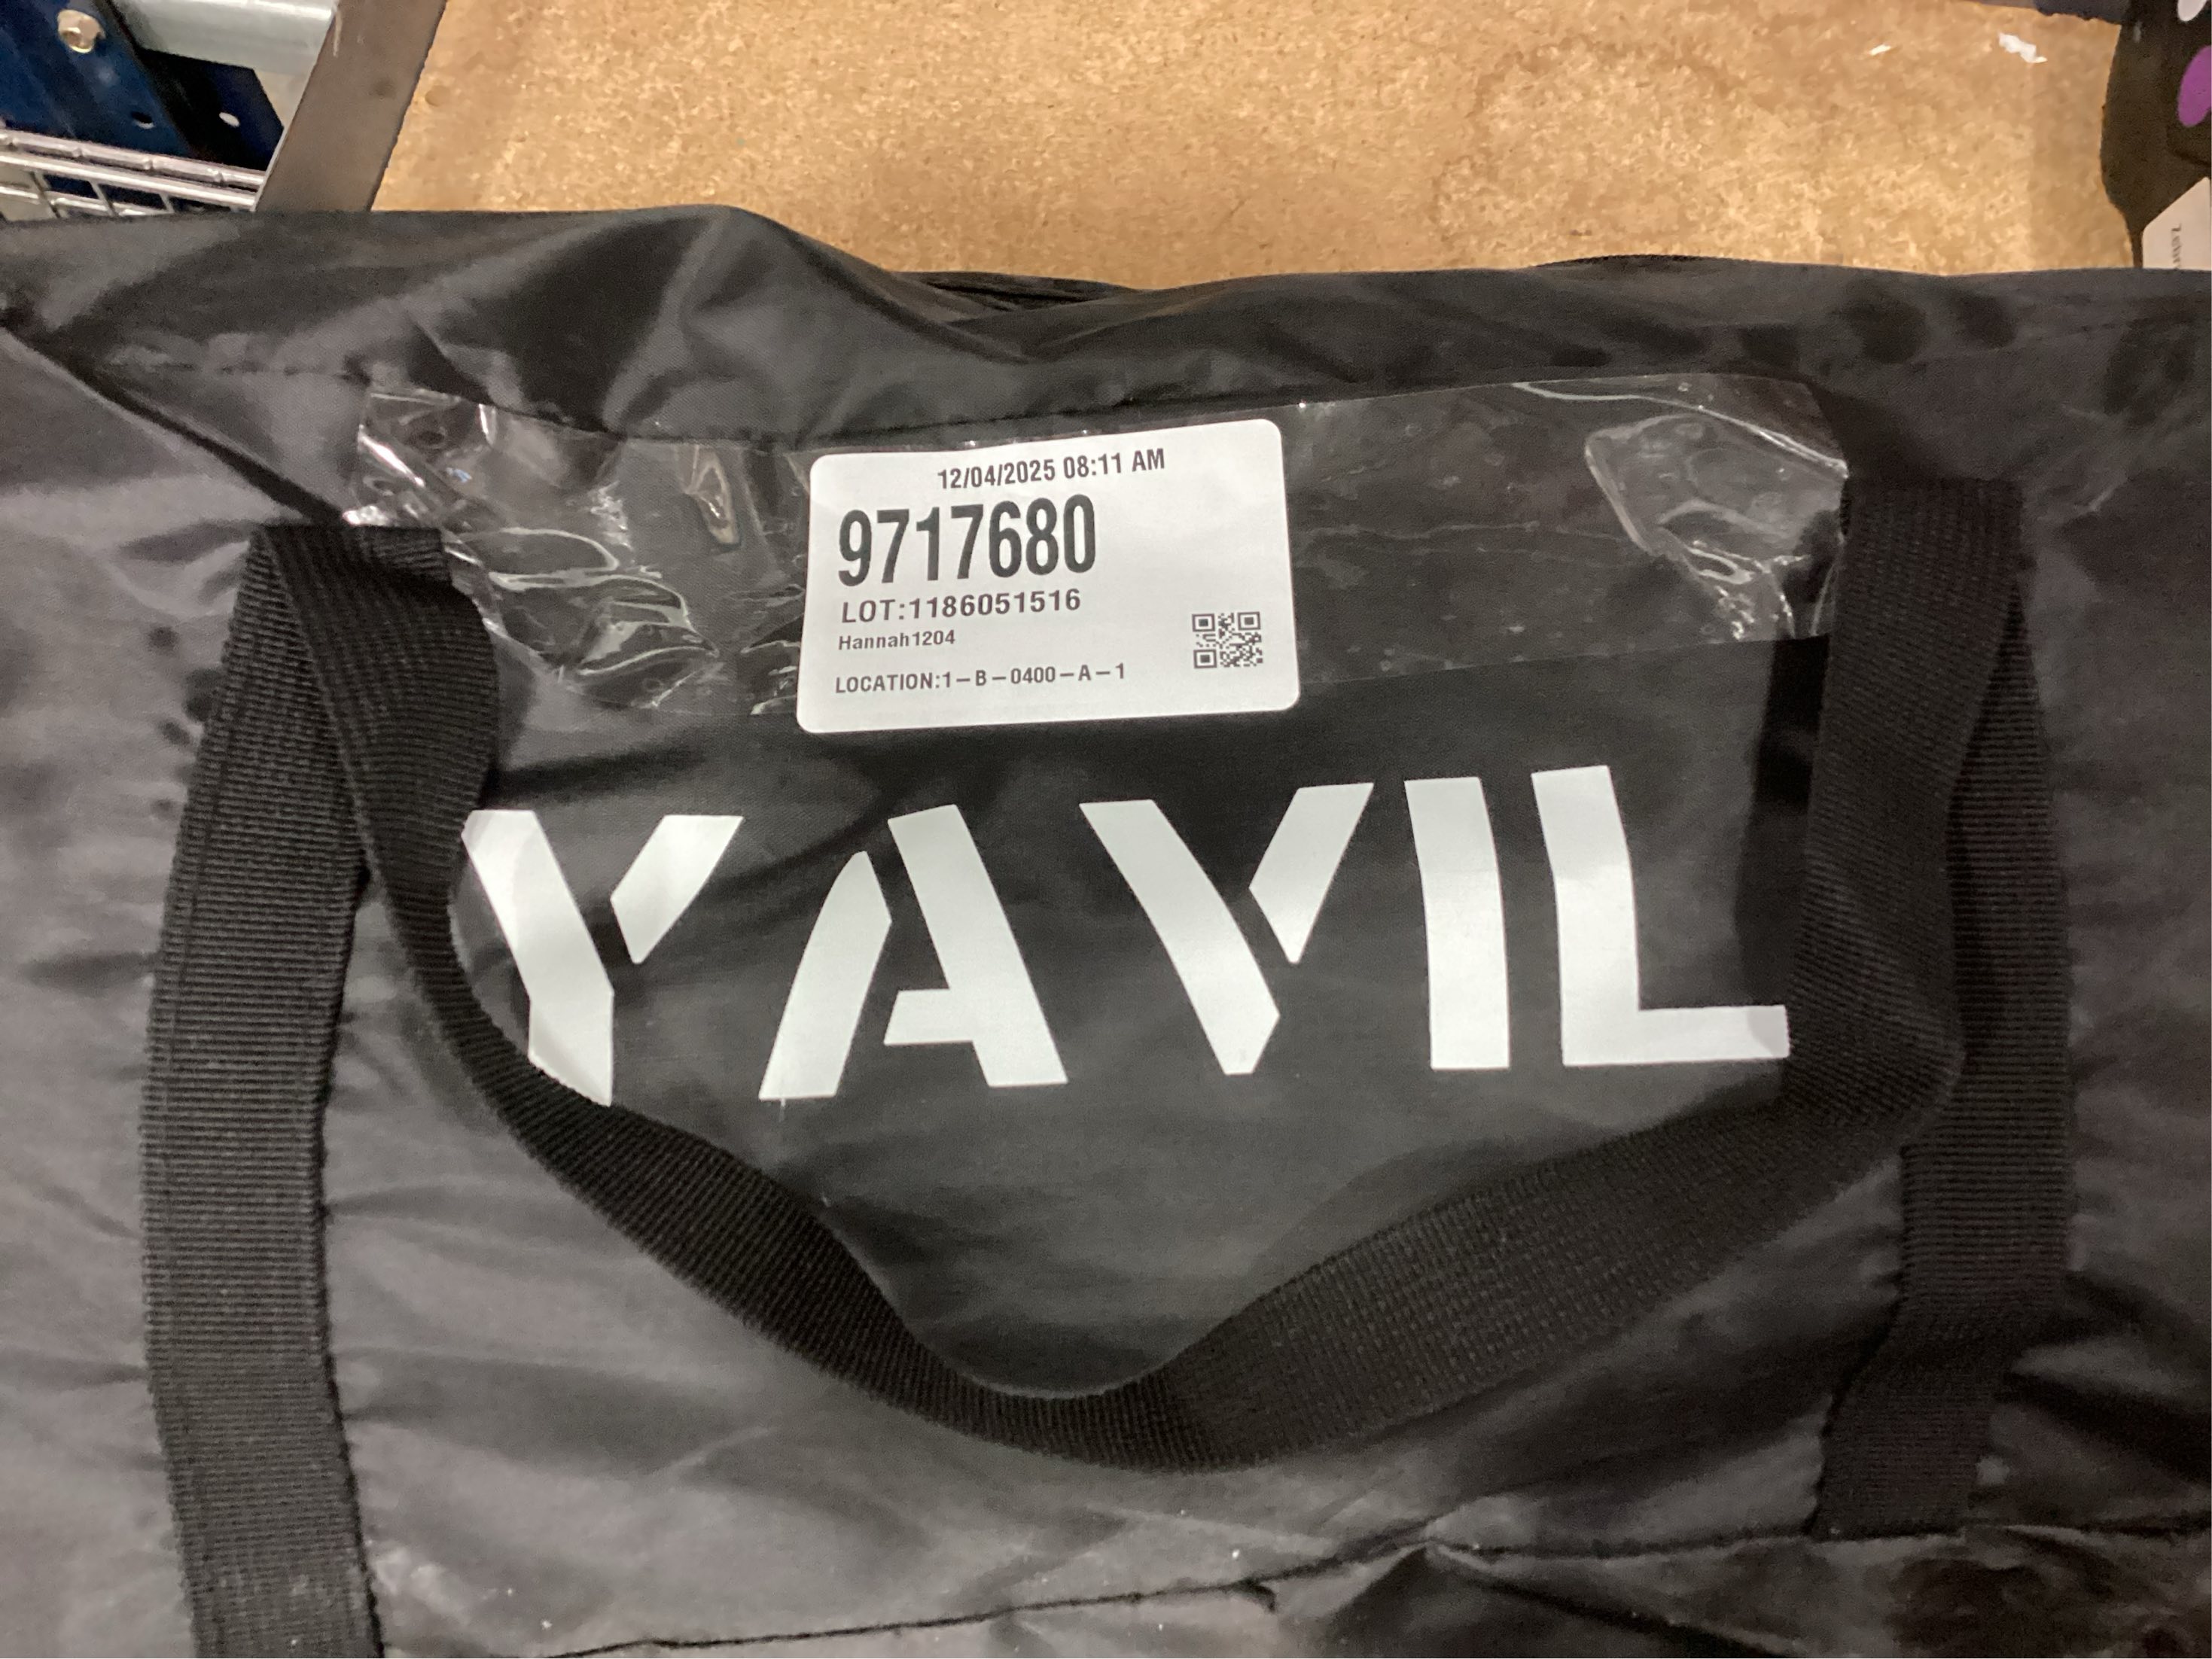 12/04/2025 08:11 AM
9717680
LOT:1186051516
Hannah1204
LOCATION:1-B-0400-A-1
YAVIL